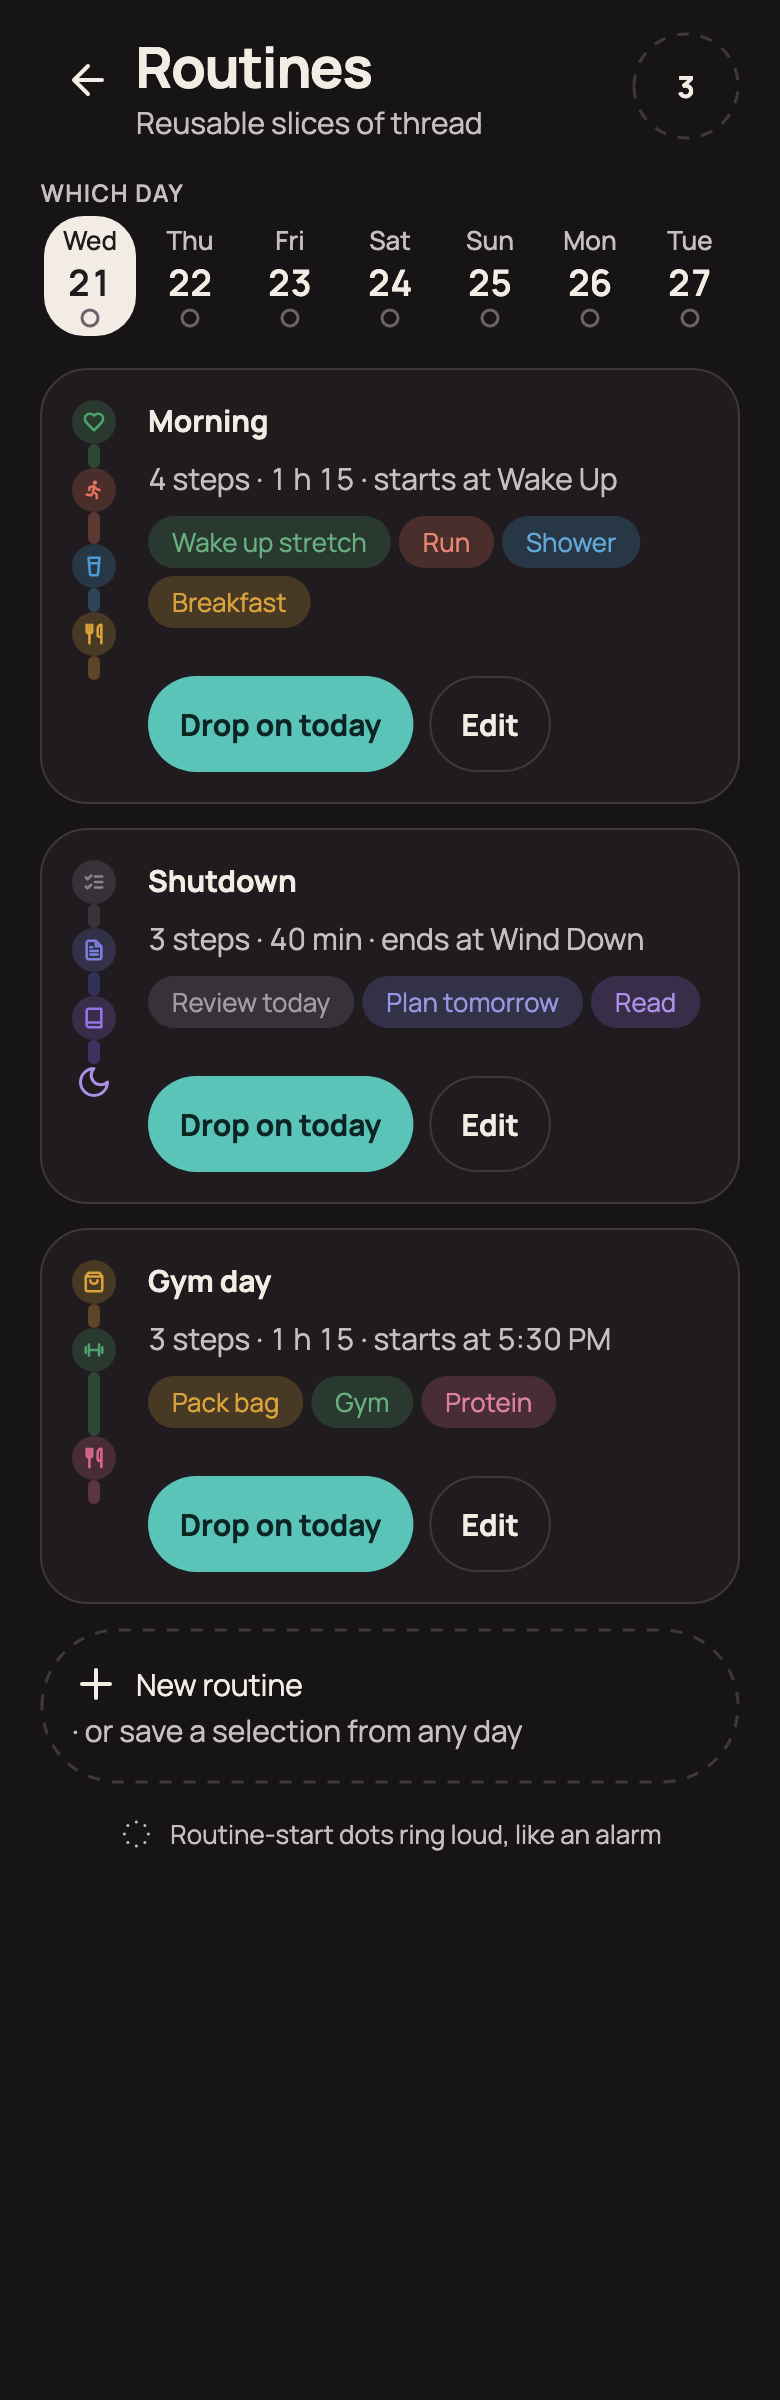 Routines
Reusable slices of thread
3
WHICH DAY
Wed Thu Fri Sat Sun Mon Tue
21 22 23 24 25 26 27
Morning
4 steps · 1 h 15 · starts at Wake Up
Wake up stretch Run Shower
Breakfast
Drop on today Edit
Shutdown
3 steps · 40 min · ends at Wind Down
Review today Plan tomorrow Read
Drop on today Edit
Gym day
3 steps · 1 h 15 · starts at 5:30 PM
Pack bag Gym Protein
Drop on today Edit
New routine
· or save a selection from any day
Routine-start dots ring loud, like an alarm